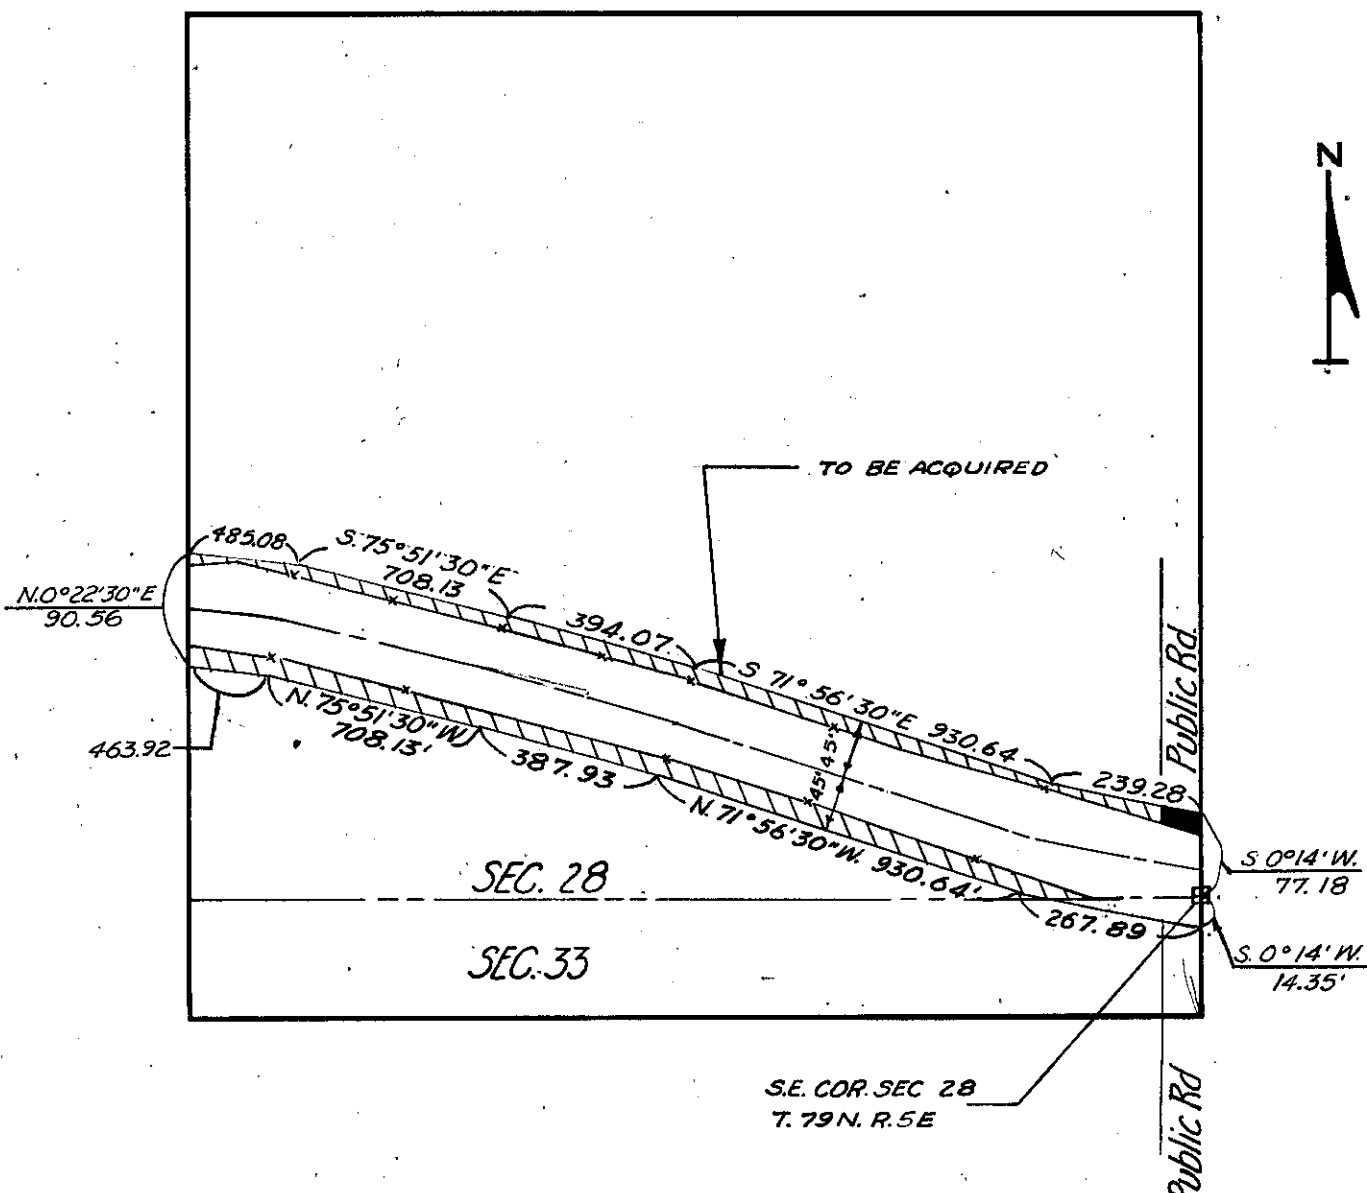 N
TO BE ACQUIRED
485.08
S. 75°51'30"E
708.13
N.0°22'30"E
90.56
394.07
S 71°56'30"E 930.64
Public Rd.
239.28
45' 45'
463.92
N. 75°51'30"W
708.13'
387.93
N. 71°56'30"W. 930.64'
S 0°14' W.
77.18
SEC. 28
267.89
SEC. 33
S. 0°14' W.
14.35'
S.E. COR. SEC 28
T. 79 N. R. 5 E
Public Rd